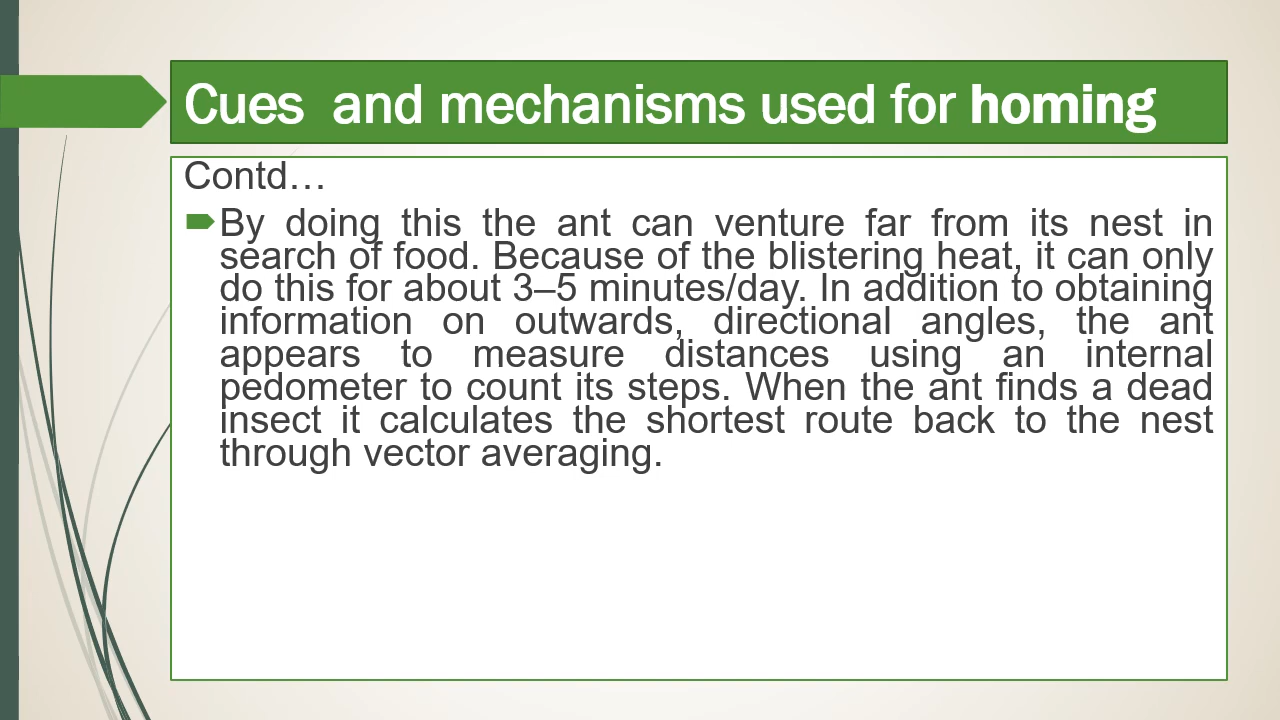 Cues  and mechanisms used for homing
Contd…
By doing this the ant can venture far from its nest in
search of food. Because of the blistering heat, it can only
do this for about 3–5 minutes/day. In addition to obtaining
information on outwards, directional angles, the ant
appears to measure distances using an internal
pedometer to count its steps. When the ant finds a dead
insect it calculates the shortest route back to the nest
through vector averaging.